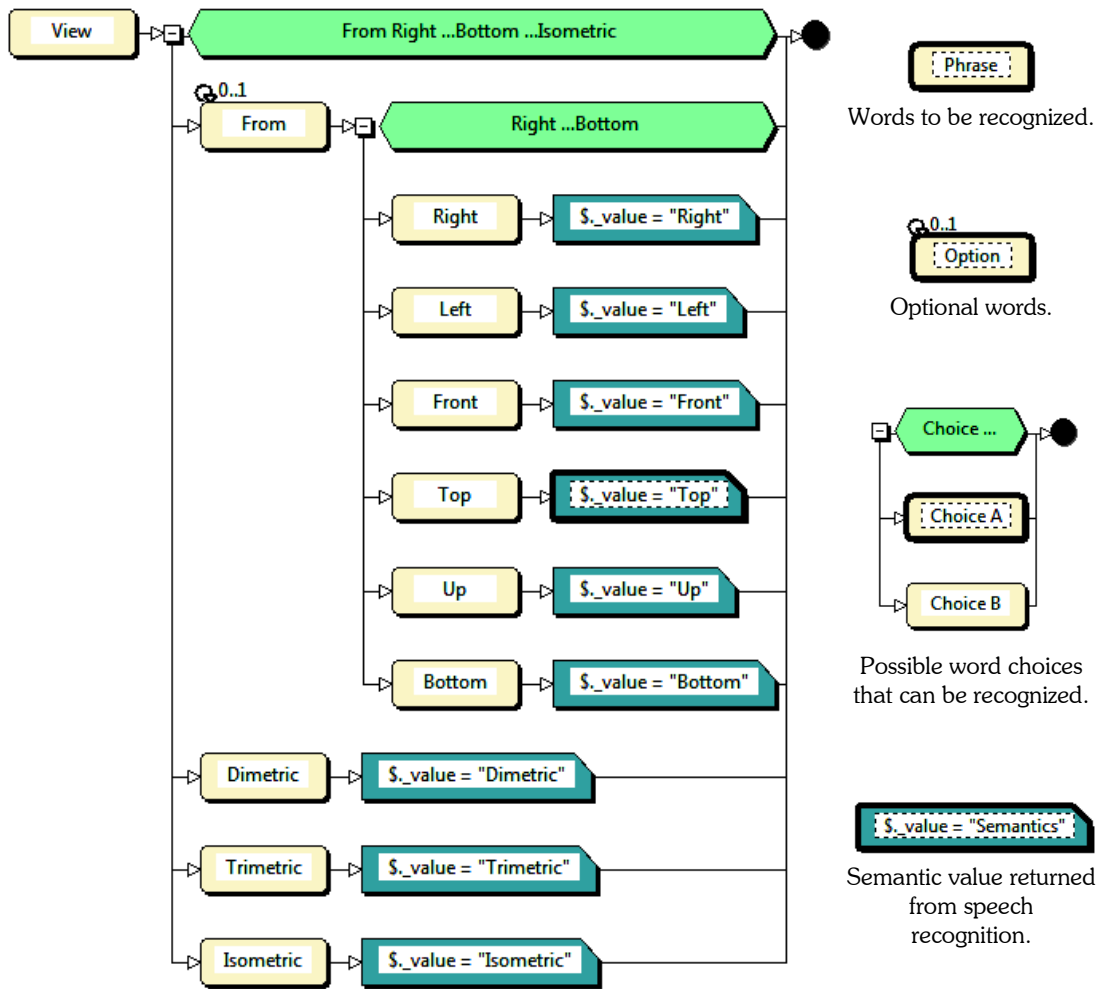 View
From Right ...Bottom ...Isometric
0..1
From
Right ...Bottom
Right
$._value = "Right"
Left
$._value = "Left"
Front
$._value = "Front"
Top
$._value = "Top"
Up
$._value = "Up"
Bottom
$._value = "Bottom"
Dimetric
$._value = "Dimetric"
Trimetric
$._value = "Trimetric"
Isometric
$._value = "Isometric"
Phrase
Words to be recognized.
0..1
Option
Optional words.
Choice ...
Choice A
Choice B
Possible word choices
that can be recognized.
$._value = "Semantics"
Semantic value returned
from speech
recognition.